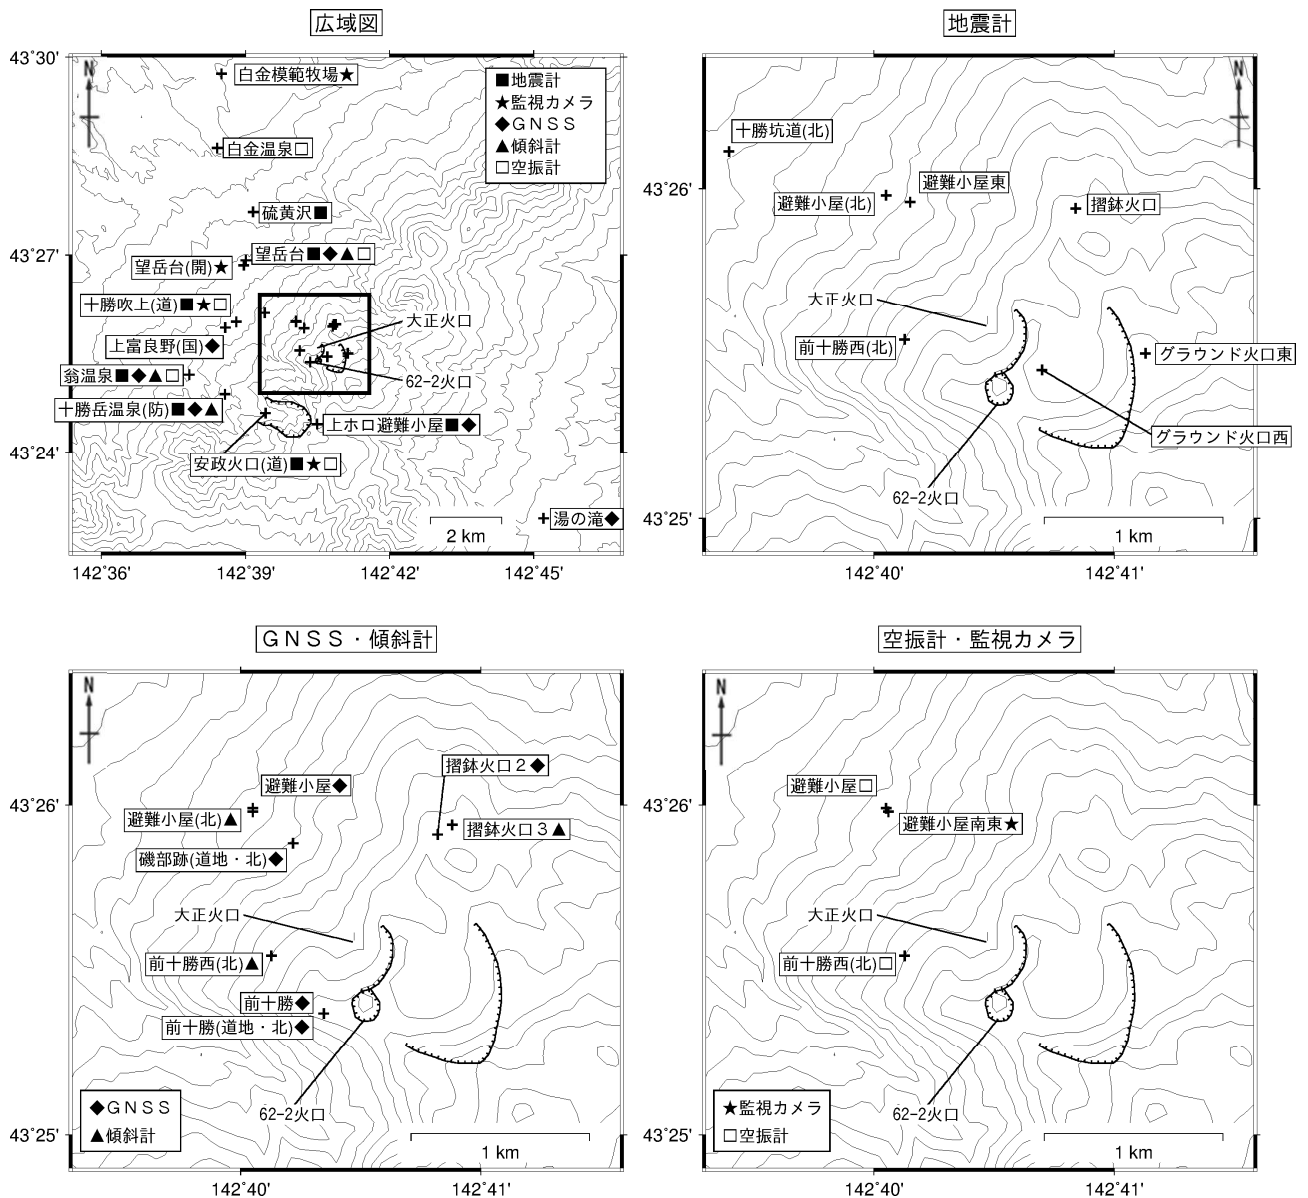 広域図
43°30'
43°27'
43°24'
142°36'
142°39'
142°42'
142°45'
N
白金模範牧場★
白金温泉□
硫黄沢■
望岳台■◆▲□
望岳台(開)★
十勝吹上(道)■★□
上富良野(国)◆
翁温泉■◆▲□
十勝岳温泉(防)■◆▲
安政火口(道)■★□
上ホロ避難小屋■◆
湯の滝◆
大正火口
62-2火口
■地震計
★監視カメラ
◆GNSS
▲傾斜計
□空振計
2 km
地震計
43°26'
43°25'
142°40'
142°41'
N
十勝坑道(北)
避難小屋東
避難小屋(北)
摺鉢火口
大正火口
前十勝西(北)
グラウンド火口東
グラウンド火口西
62-2火口
1 km
GNSS・傾斜計
43°26'
43°25'
142°40'
142°41'
N
摺鉢火口2◆
避難小屋◆
避難小屋(北)▲
摺鉢火口3▲
磯部跡(道地・北)◆
大正火口
前十勝西(北)▲
前十勝◆
前十勝(道地・北)◆
62-2火口
◆GNSS
▲傾斜計
1 km
空振計・監視カメラ
43°26'
43°25'
142°40'
142°41'
N
避難小屋□
避難小屋南東★
大正火口
前十勝西(北)□
62-2火口
★監視カメラ
□空振計
1 km